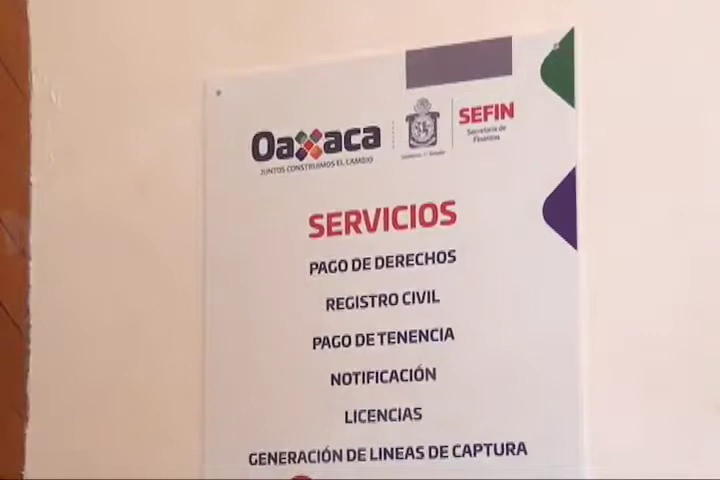 Oaxaca
JUNTOS CONSTRUIMOS EL CAMBIO
SEFIN
Secretaría de
Finanzas
SERVICIOS
PAGO DE DERECHOS
REGISTRO CIVIL
PAGO DE TENENCIA
NOTIFICACIÓN
LICENCIAS
GENERACIÓN DE LINEAS DE CAPTURA